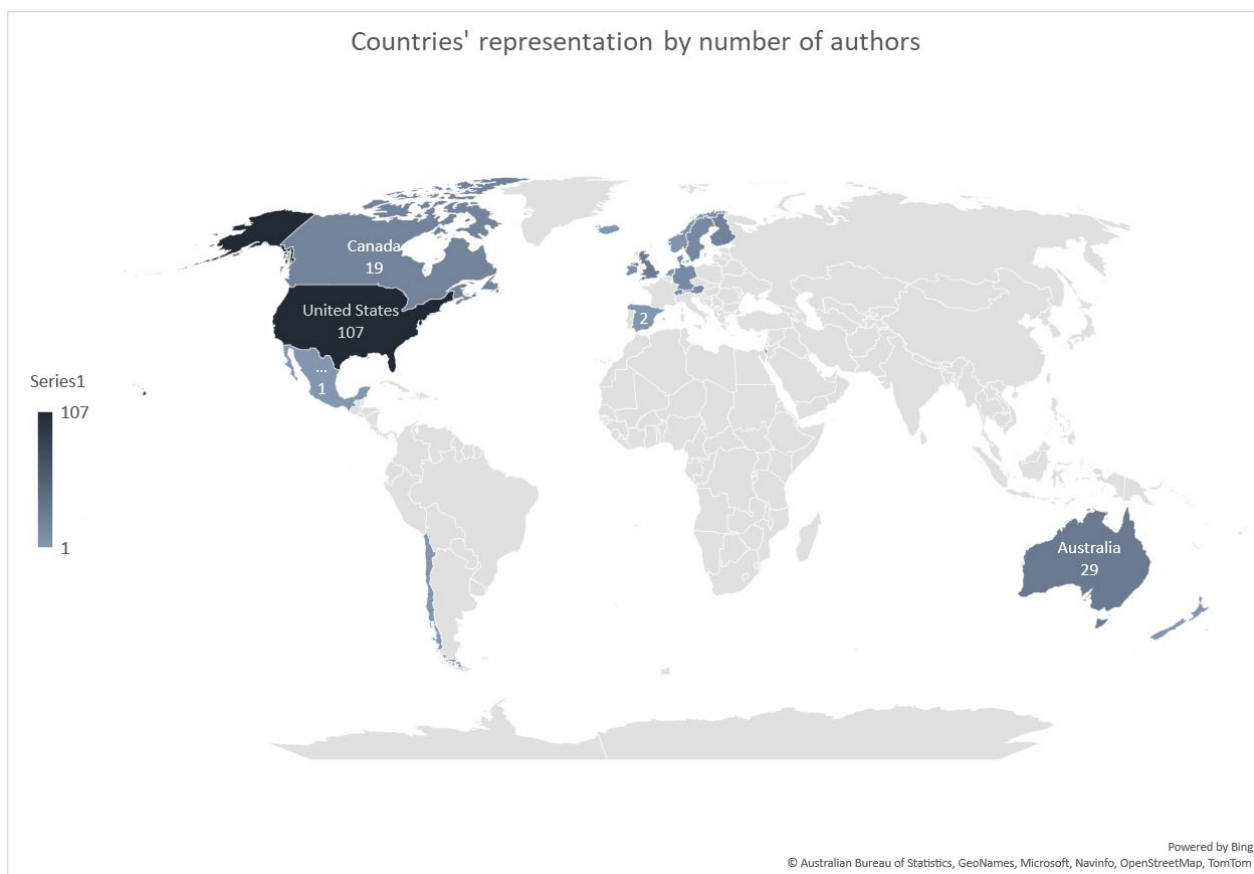 Countries' representation by number of authors
Canada
19
United States
107
...
1
2
Series1
107
1
Australia
29
Powered by Bing
© Australian Bureau of Statistics, GeoNames, Microsoft, Navinfo, OpenStreetMap, TomTom